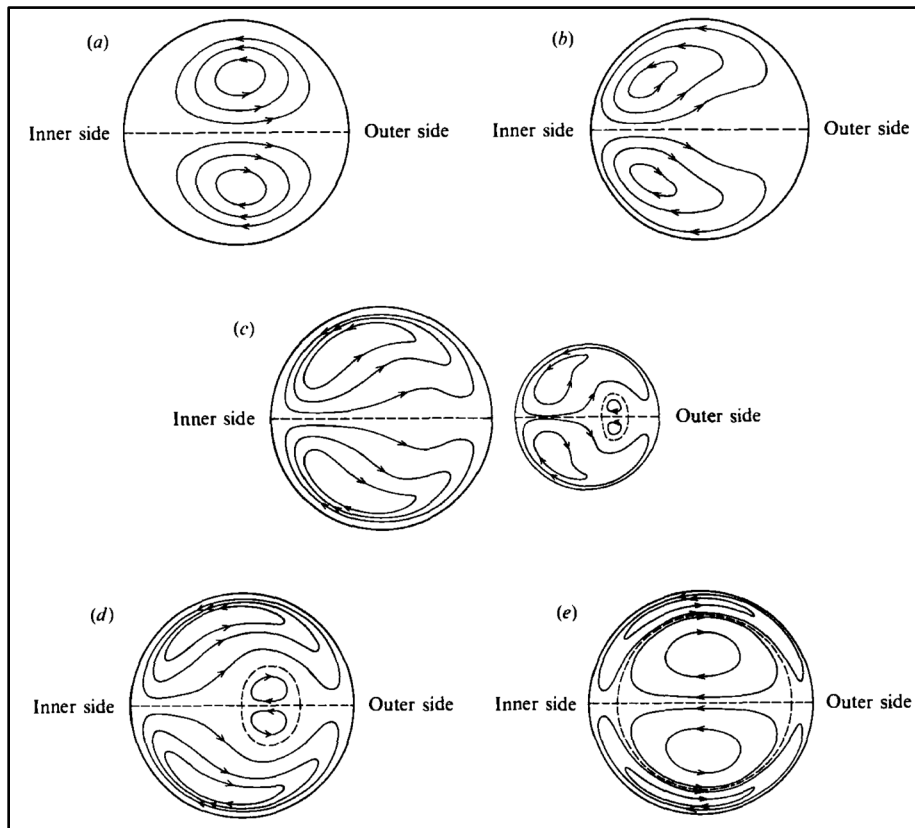 (a)
(b)
Inner side
Outer side
Inner side
Outer side
(c)
Inner side
Outer side
(d)
(e)
Inner side
Outer side
Inner side
Outer side